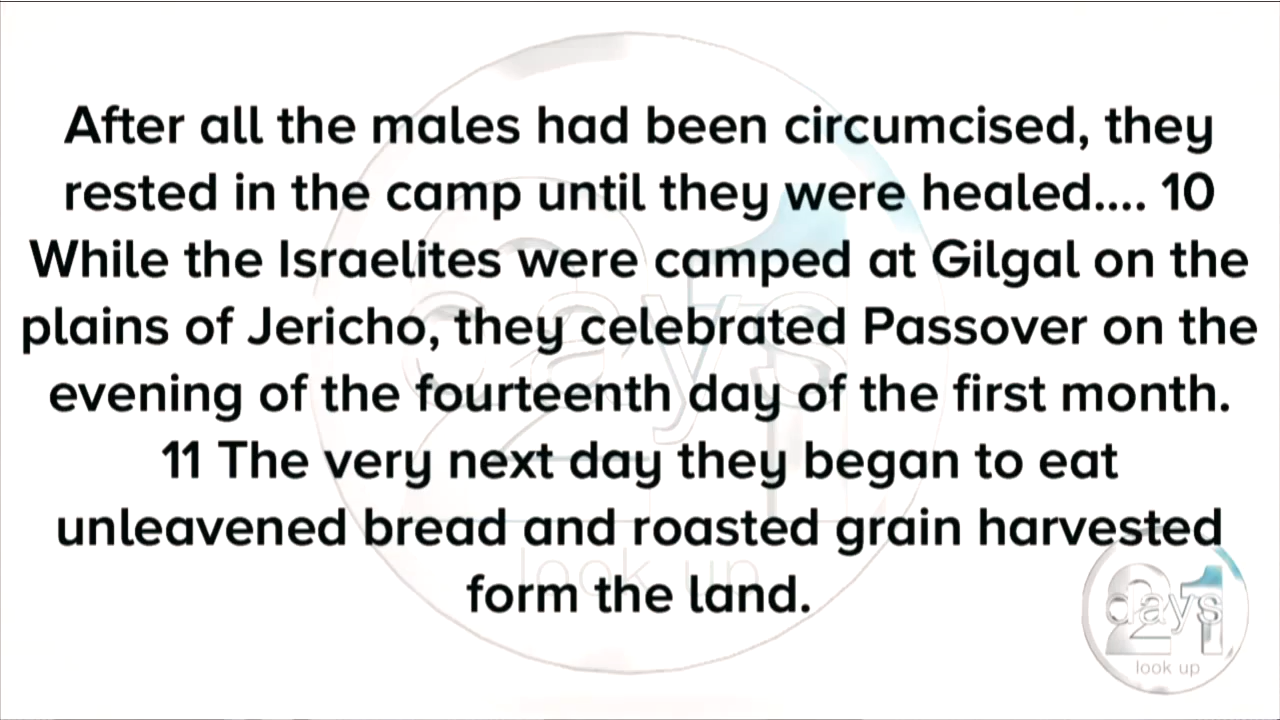 After all the males had been circumcised, they
rested in the camp until they were healed.... 10
While the Israelites were camped at Gilgal on the
plains of Jericho, they celebrated Passover on the
evening of the fourteenth day of the first month.
11 The very next day they began to eat
unleavened bread and roasted grain harvested
form the land.
21
days
look up
21
days
look up